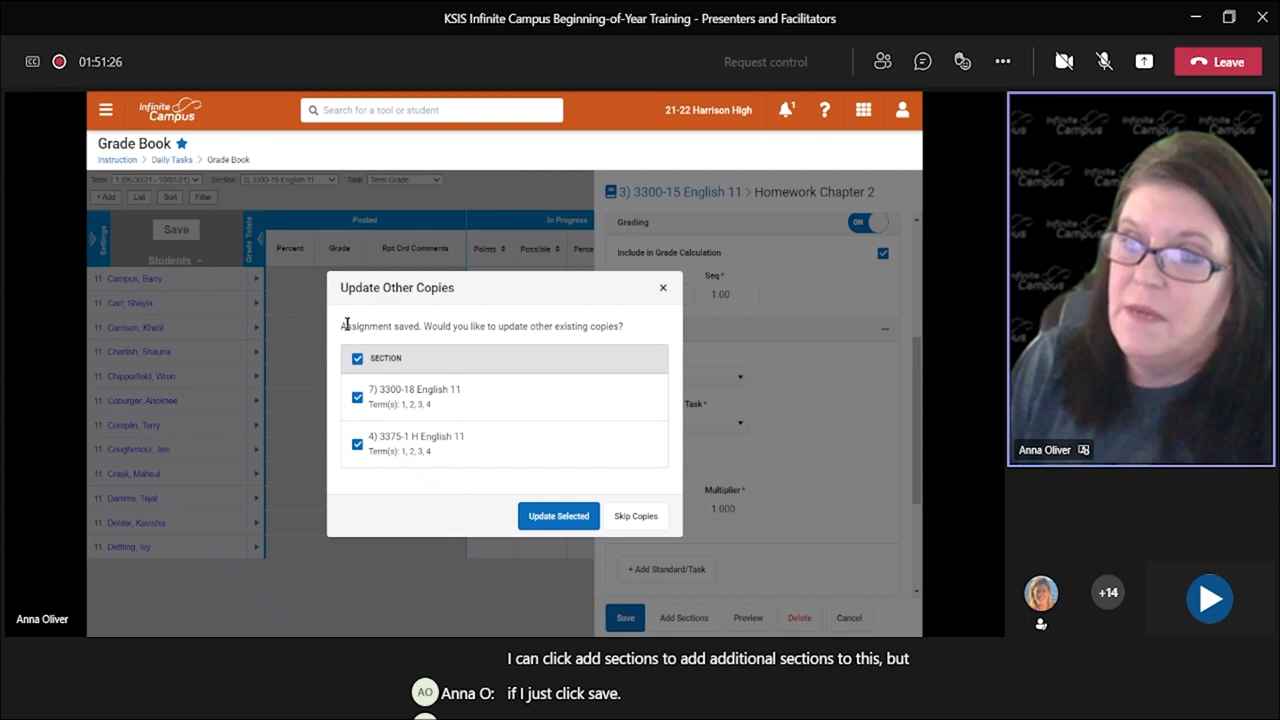 KSIS Infinite Campus Beginning-of-Year Training - Presenters and Facilitators
CC
01:51:26
Request control
Leave
Infinite Campus
Search for a tool or student
21-22 Harrison High
1
?
Grade Book
Instruction > Daily Tasks > Grade Book
Term: 1 (06/30/21 - 10/01/21) Section: 3) 3300-15 English 11 Task: Term Grade
+ Add List Sort Filter
3) 3300-15 English 11 > Homework Chapter 2
Settings
Save
Students
Grade Totals
Posted
In Progress
Percent Grade Rpt Crd Comments Points Possible Perce
11 Campus, Barry
11 Carr, Shayla
11 Carrison, Khalil
11 Charlish, Shauna
11 Chipperfield, Wron
11 Coburger, Anokhee
11 Complin, Terry
11 Coughenour, Jan
11 Crask, Maheul
11 Damms, Tejal
11 Dehler, Kavisha
11 Dettling, Ivy
Grading
ON
Include in Grade Calculation
Seq*
1.00
Task*
Multiplier*
1.000
+ Add Standard/Task
Save Add Sections Preview Delete Cancel
Update Other Copies
Assignment saved. Would you like to update other existing copies?
SECTION
7) 3300-18 English 11
Term(s): 1, 2, 3, 4
4) 3375-1 H English 11
Term(s): 1, 2, 3, 4
Update Selected Skip Copies
Infinite Campus
Anna Oliver
+14
Anna Oliver
I can click add sections to add additional sections to this, but
AO Anna O: if I just click save.